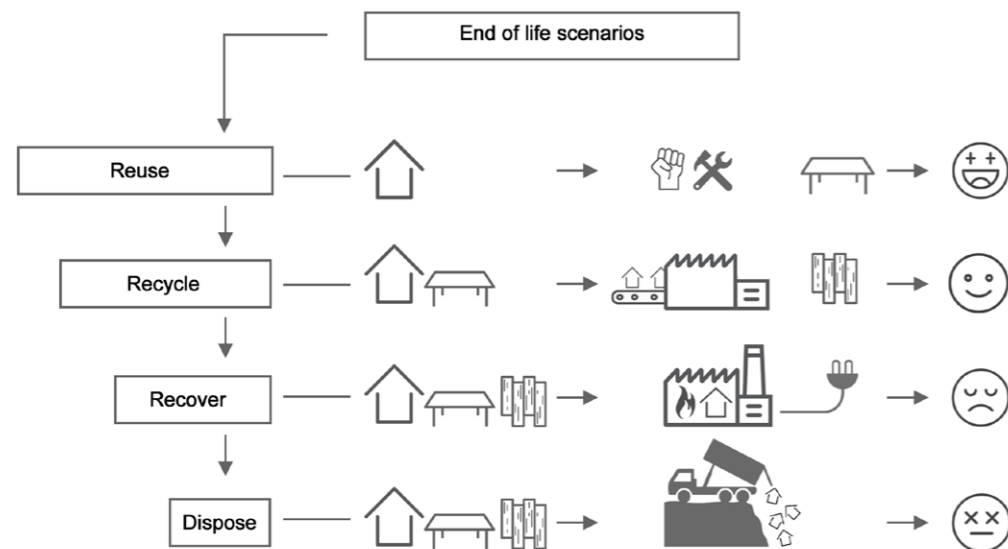 End of life scenarios
Reuse
Recycle
Recover
Dispose